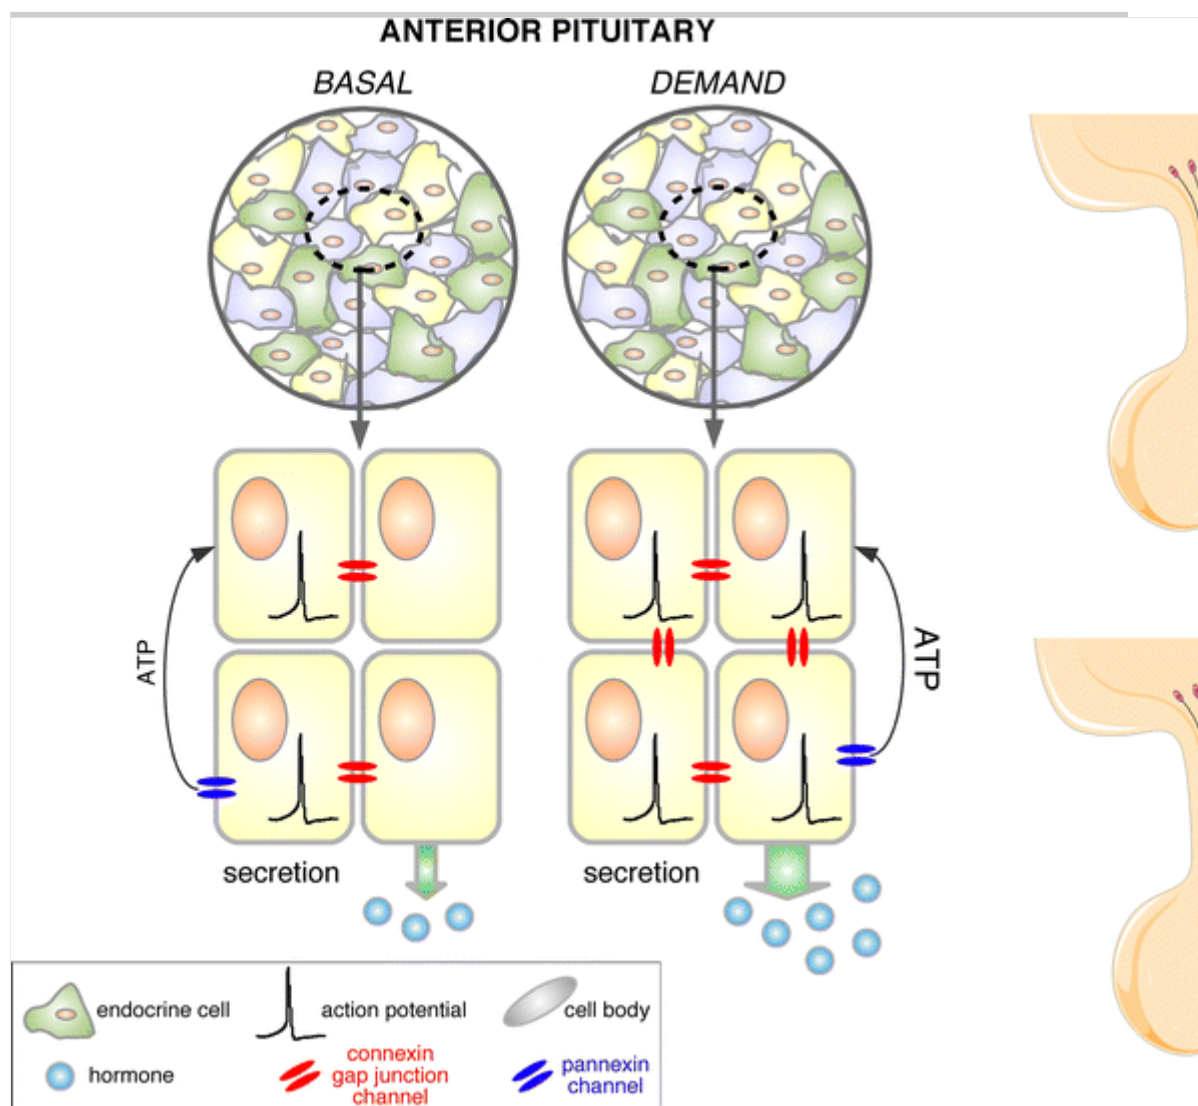 ANTERIOR PITUITARY
BASAL
DEMAND
ATP
ATP
secretion
secretion
endocrine cell
action potential
cell body
hormone
connexin
gap junction
channel
pannexin
channel